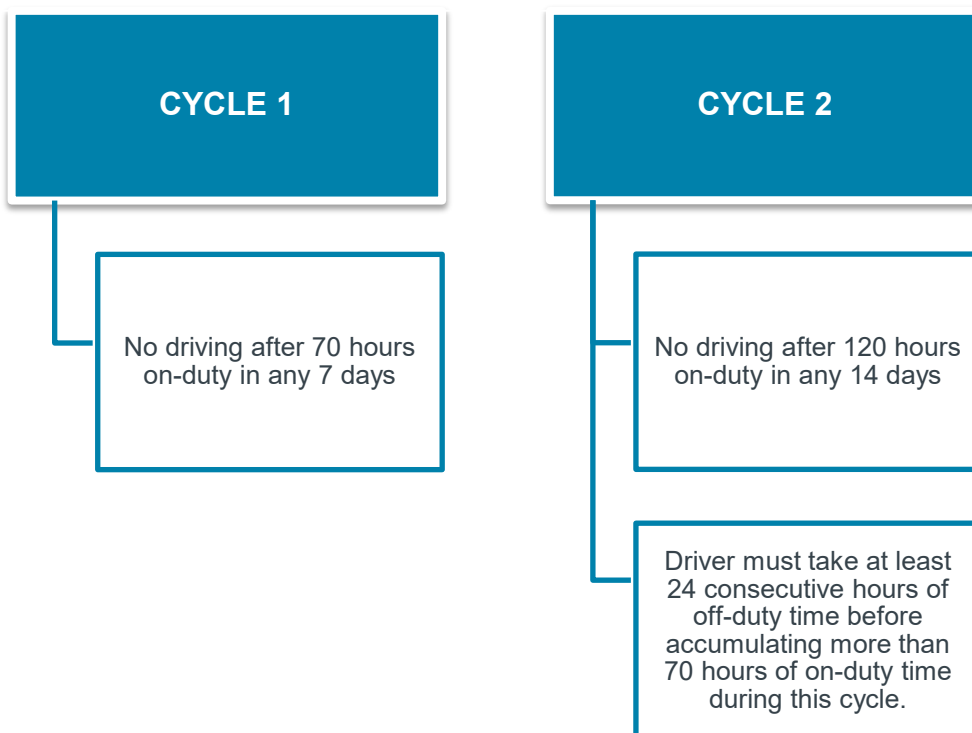 CYCLE 1
No driving after 70 hours
on-duty in any 7 days
CYCLE 2
No driving after 120 hours
on-duty in any 14 days
Driver must take at least
24 consecutive hours of
off-duty time before
accumulating more than
70 hours of on-duty time
during this cycle.